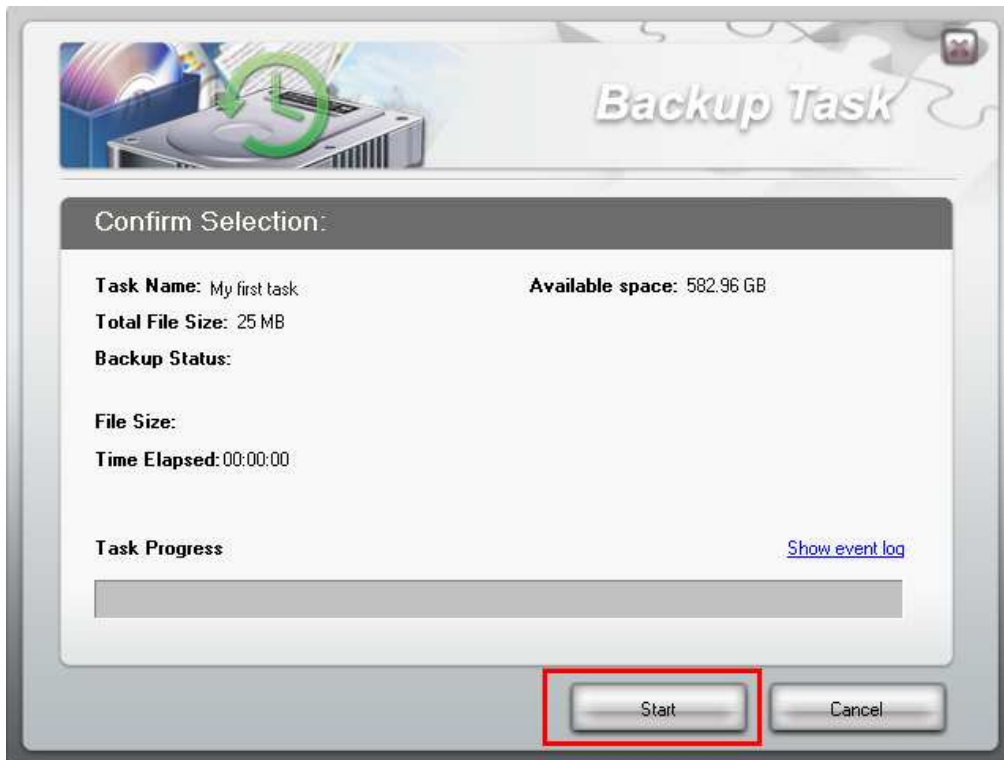 Backup Task
Confirm Selection:
Task Name: My first task
Available space: 582.96 GB
Total File Size: 25 MB
Backup Status:
File Size:
Time Elapsed: 00:00:00
Task Progress
Show event log
Start
Cancel